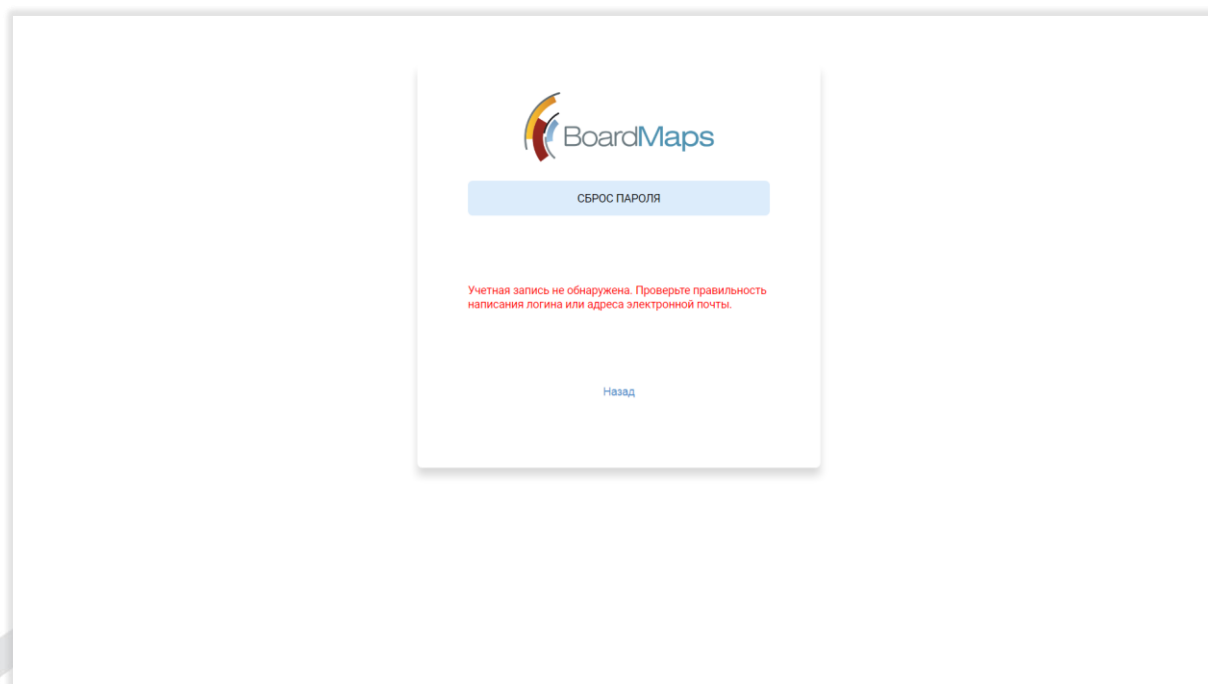 BoardMaps
СБРОС ПАРОЛЯ
Учетная запись не обнаружена. Проверьте правильность
написания логина или адреса электронной почты.
Назад